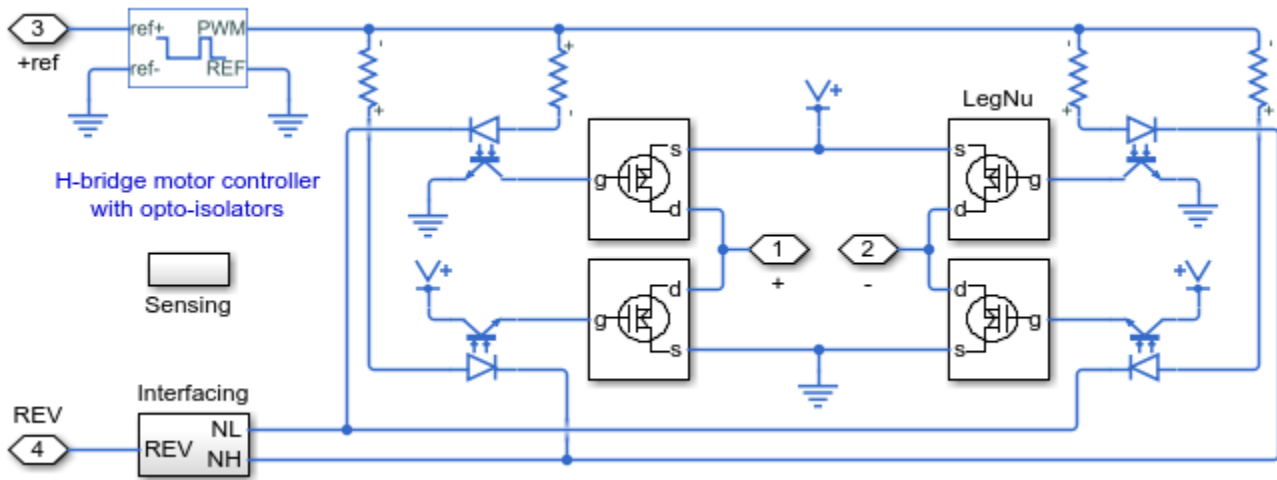 3
+ref
ref+ PWM
ref- REF
V+
LegNu
s
s
g
g
d
d
H-bridge motor controller
with opto-isolators
1
+
2
-
Sensing
V+
V+
d
d
g
g
s
s
Interfacing
REV
4
REV
NL
NH